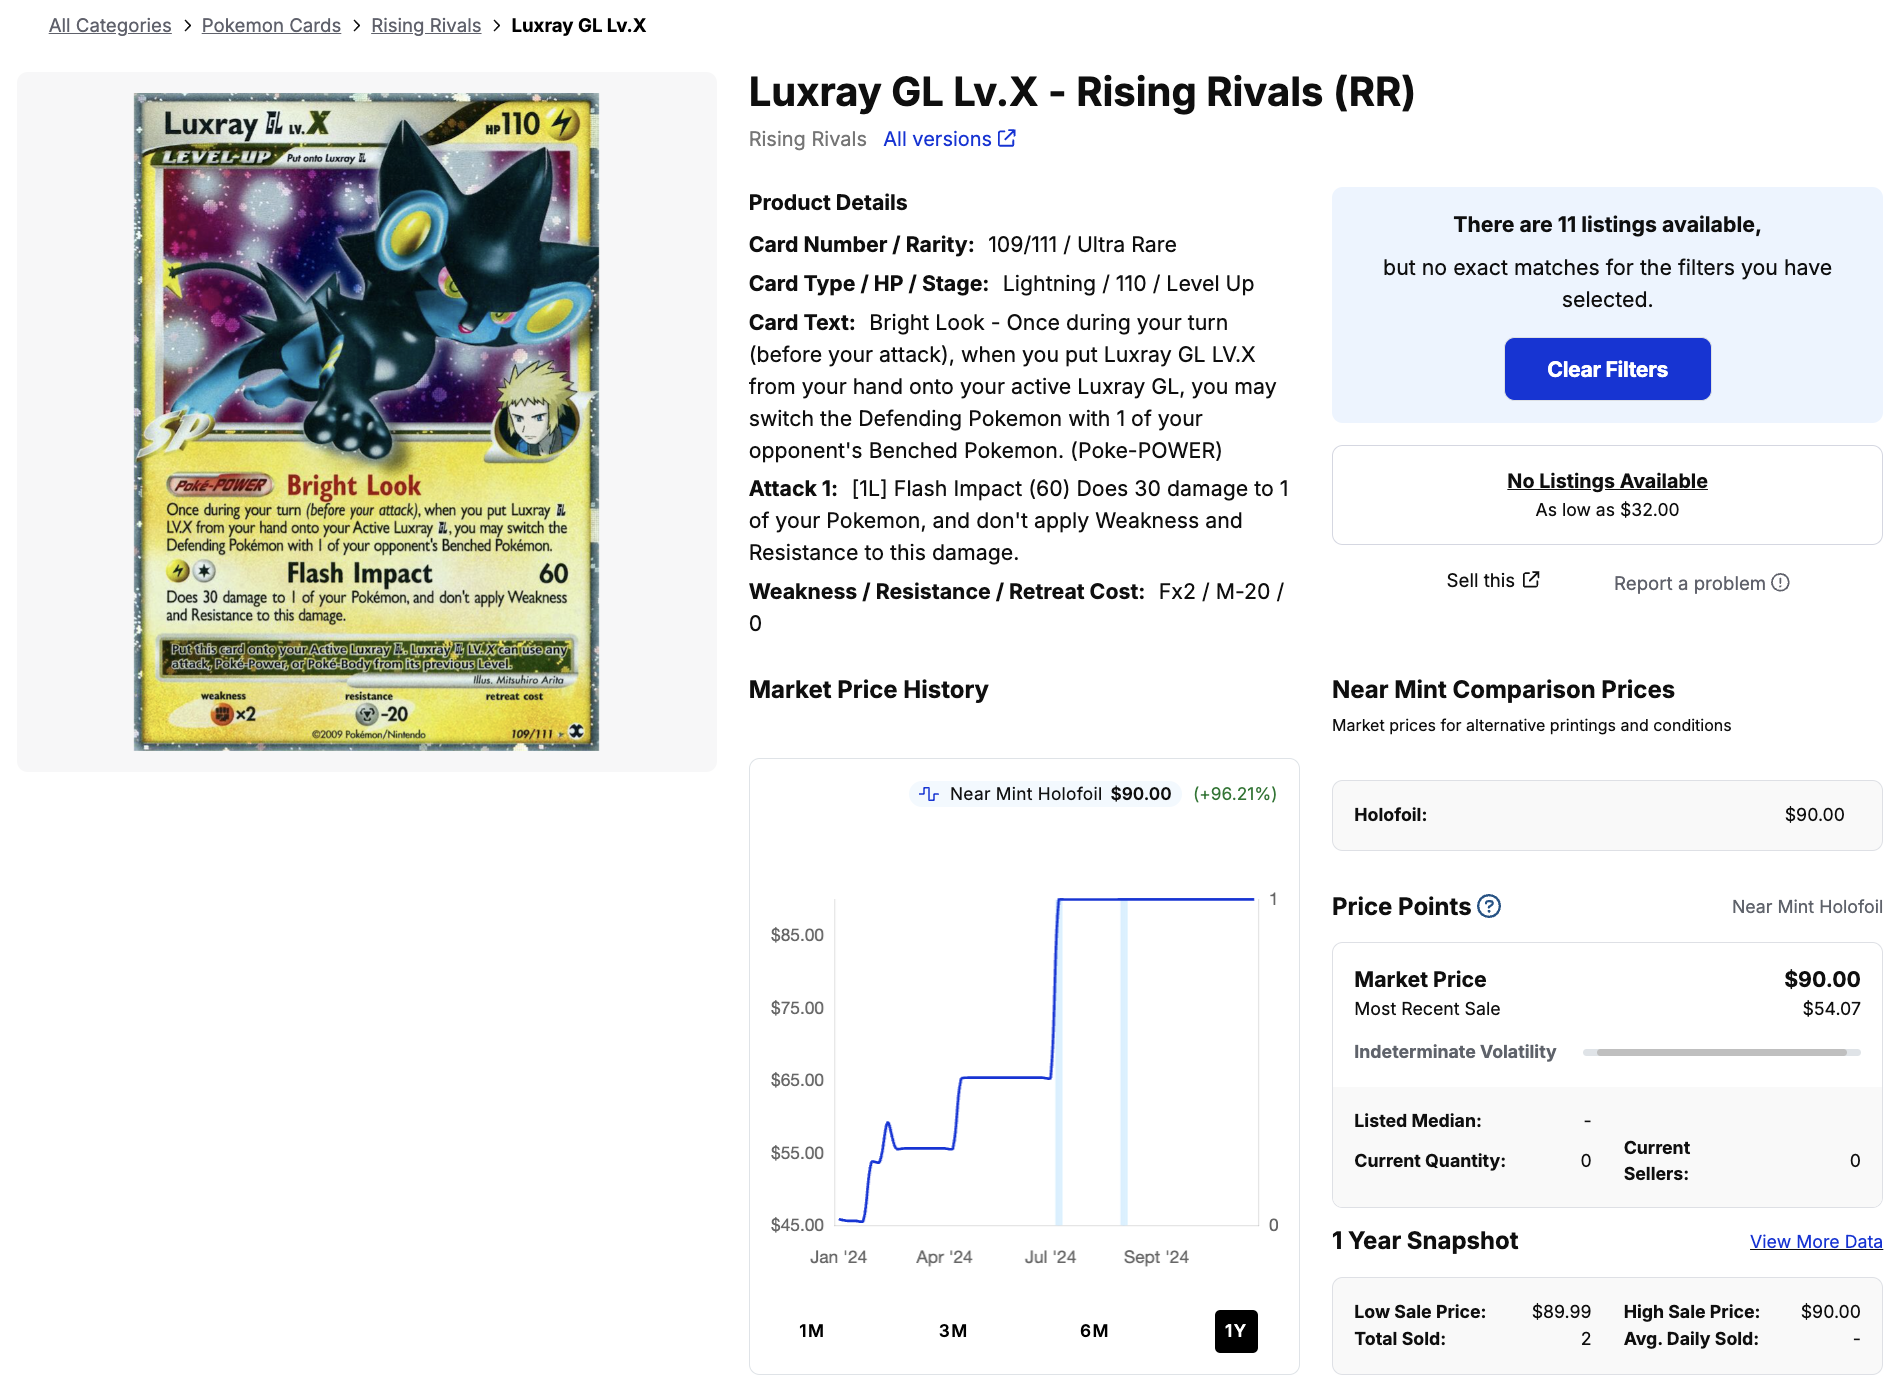 All Categories > Pokemon Cards > Rising Rivals > Luxray GL Lv.X
Luxray GL LV.X
HP110
LEVEL-UP Put onto Luxray GL
SP
Poké-POWER Bright Look
Once during your turn (before your attack), when you put Luxray GL
LV.X from your hand onto your Active Luxray GL, you may switch the
Defending Pokémon with 1 of your opponent's Benched Pokémon.
Flash Impact 60
Does 30 damage to 1 of your Pokémon, and don't apply Weakness
and Resistance to this damage.
Put this card onto your Active Luxray GL. Luxray GL LV.X can use any
attack, Poké-Power, or Poké-Body from its previous Level.
Illus. Mitsuhiro Arita
weakness resistance retreat cost
×2 -20
©2009 Pokémon/Nintendo 109/111
Luxray GL Lv.X - Rising Rivals (RR)
Rising Rivals All versions
Product Details
Card Number / Rarity: 109/111 / Ultra Rare
Card Type / HP / Stage: Lightning / 110 / Level Up
Card Text: Bright Look - Once during your turn
(before your attack), when you put Luxray GL LV.X
from your hand onto your active Luxray GL, you may
switch the Defending Pokemon with 1 of your
opponent's Benched Pokemon. (Poke-POWER)
Attack 1: [1L] Flash Impact (60) Does 30 damage to 1
of your Pokemon, and don't apply Weakness and
Resistance to this damage.
Weakness / Resistance / Retreat Cost: Fx2 / M-20 /
0
There are 11 listings available,
but no exact matches for the filters you have
selected.
Clear Filters
No Listings Available
As low as $32.00
Sell this
Report a problem
Market Price History
Near Mint Holofoil $90.00 (+96.21%)
1
$85.00
$75.00
$65.00
$55.00
$45.00
0
Jan '24 Apr '24 Jul '24 Sept '24
1M 3M 6M 1Y
Near Mint Comparison Prices
Market prices for alternative printings and conditions
Holofoil: $90.00
Price Points ? Near Mint Holofoil
Market Price $90.00
Most Recent Sale $54.07
Indeterminate Volatility
Listed Median: -
Current Quantity: 0
Current
Sellers: 0
1 Year Snapshot View More Data
Low Sale Price: $89.99 High Sale Price: $90.00
Total Sold: 2 Avg. Daily Sold: -